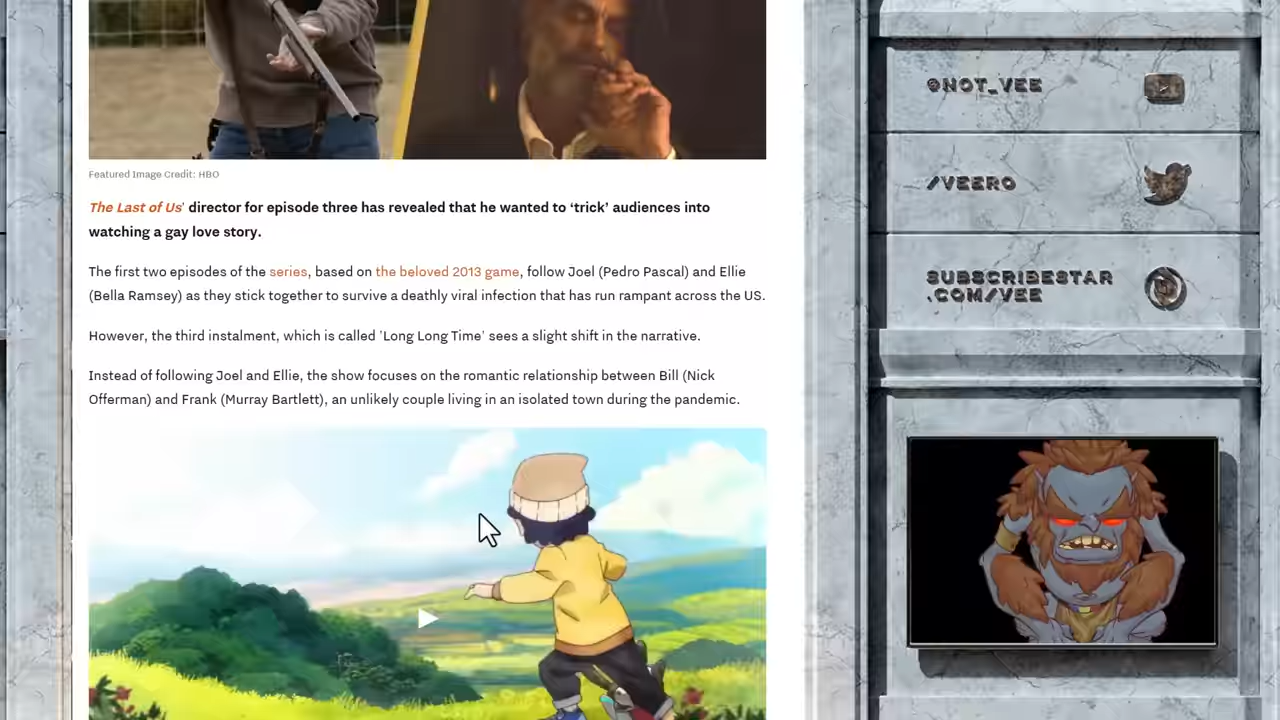 Featured Image Credit: HBO
The Last of Us' director for episode three has revealed that he wanted to ‘trick’ audiences into
watching a gay love story.
The first two episodes of the series, based on the beloved 2013 game, follow Joel (Pedro Pascal) and Ellie
(Bella Ramsey) as they stick together to survive a deathly viral infection that has run rampant across the US.
However, the third instalment, which is called 'Long Long Time' sees a slight shift in the narrative.
Instead of following Joel and Ellie, the show focuses on the romantic relationship between Bill (Nick
Offerman) and Frank (Murray Bartlett), an unlikely couple living in an isolated town during the pandemic.
@NOT_VEE
/VEERO
SUBSCRIBESTAR
.COM/VEE